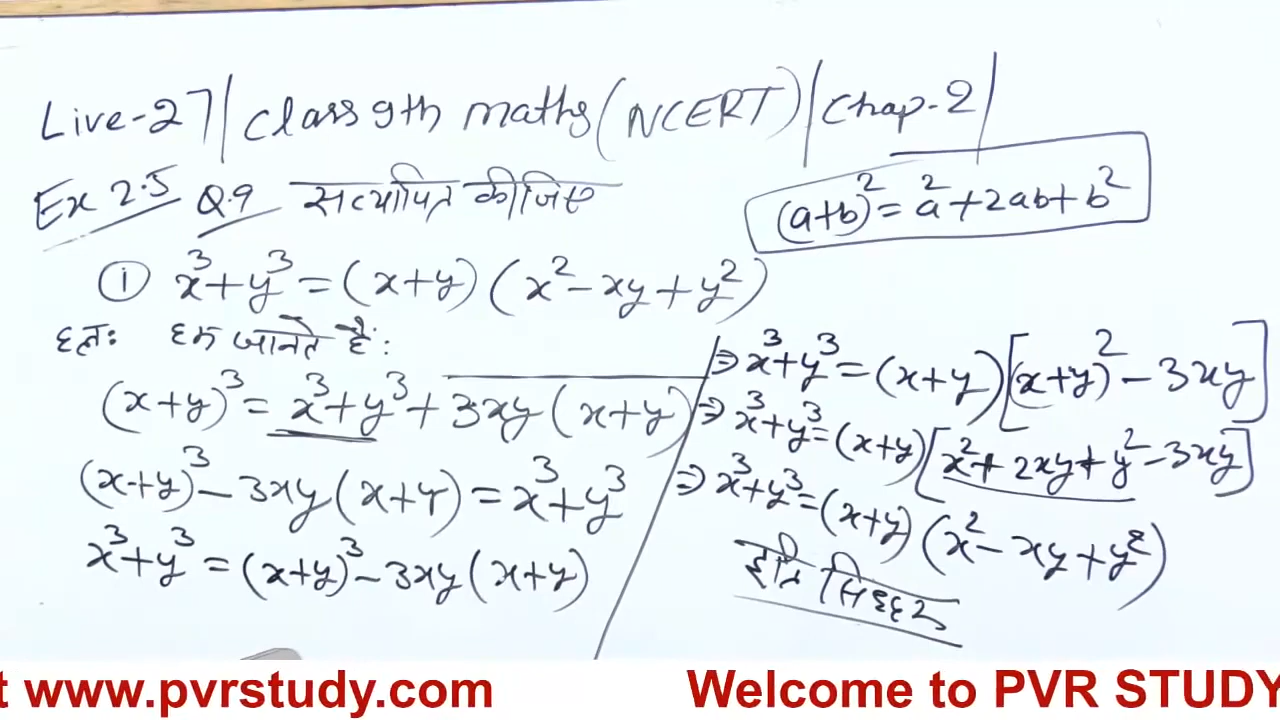 Live-27 | Class 9th maths (NCERT) | Chap-2 |
Ex 2.5 Q.9 सत्यापित कीजिए
(a+b)² = a² + 2ab + b²
① x³ + y³ = (x+y) (x² - xy + y²)
हलः हम जानते हैं:
(x+y)³ = x³ + y³ + 3xy (x+y)
(x+y)³ - 3xy (x+y) = x³ + y³
x³ + y³ = (x+y)³ - 3xy (x+y)
⇒ x³ + y³ = (x+y) [(x+y)² - 3xy]
⇒ x³ + y³ = (x+y) [x² + 2xy + y² - 3xy]
⇒ x³ + y³ = (x+y) (x² - xy + y²)
इति सिद्धम्
t www.pvrstudy.com Welcome to PVR STUDY